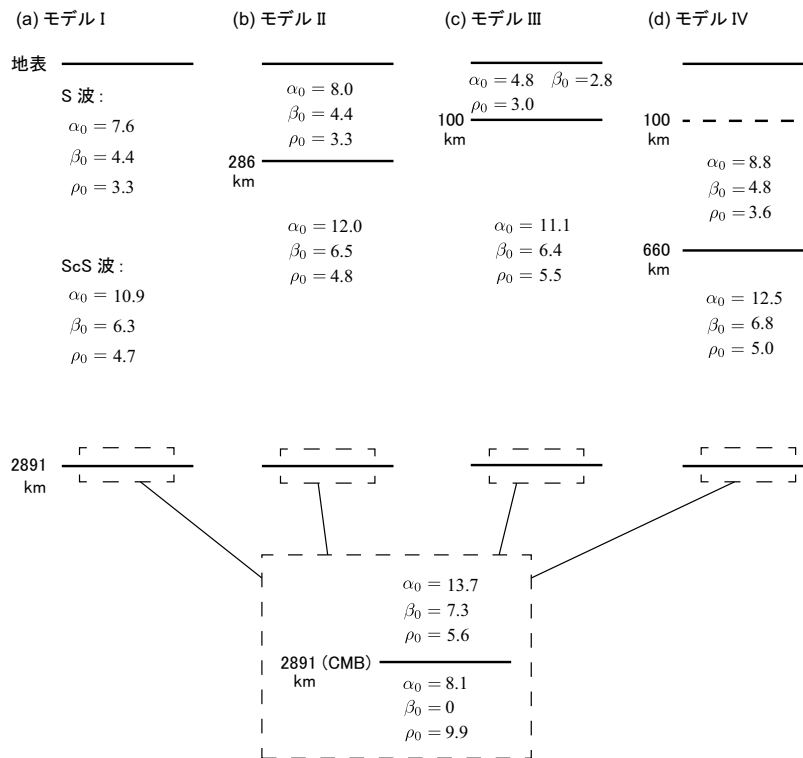 (a) モデル I
(b) モデル II
(c) モデル III
(d) モデル IV
地表
S 波 :
α₀ = 7.6
β₀ = 4.4
ρ₀ = 3.3
ScS 波 :
α₀ = 10.9
β₀ = 6.3
ρ₀ = 4.7
2891
km
α₀ = 8.0
β₀ = 4.4
ρ₀ = 3.3
286
km
α₀ = 12.0
β₀ = 6.5
ρ₀ = 4.8
α₀ = 4.8 β₀ = 2.8
ρ₀ = 3.0
100
km
α₀ = 11.1
β₀ = 6.4
ρ₀ = 5.5
100
km
α₀ = 8.8
β₀ = 4.8
ρ₀ = 3.6
660
km
α₀ = 12.5
β₀ = 6.8
ρ₀ = 5.0
α₀ = 13.7
β₀ = 7.3
ρ₀ = 5.6
2891 (CMB)
km
α₀ = 8.1
β₀ = 0
ρ₀ = 9.9